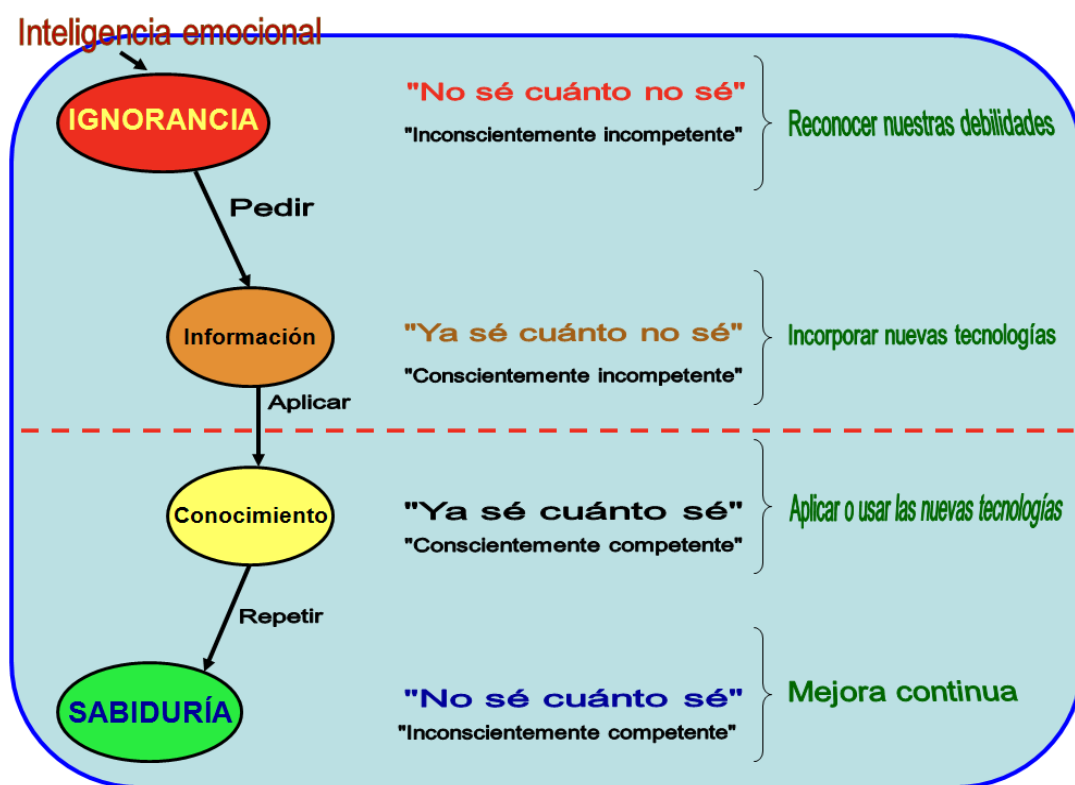 Inteligencia emocional
IGNORANCIA
"No sé cuánto no sé"
"Inconscientemente incompetente"
Reconocer nuestras debilidades
Pedir
Información
"Ya sé cuánto no sé"
"Conscientemente incompetente"
Incorporar nuevas tecnologías
Aplicar
Conocimiento
"Ya sé cuánto sé"
"Conscientemente competente"
Aplicar o usar las nuevas tecnologías
Repetir
SABIDURÍA
"No sé cuánto sé"
"Inconscientemente competente"
Mejora continua